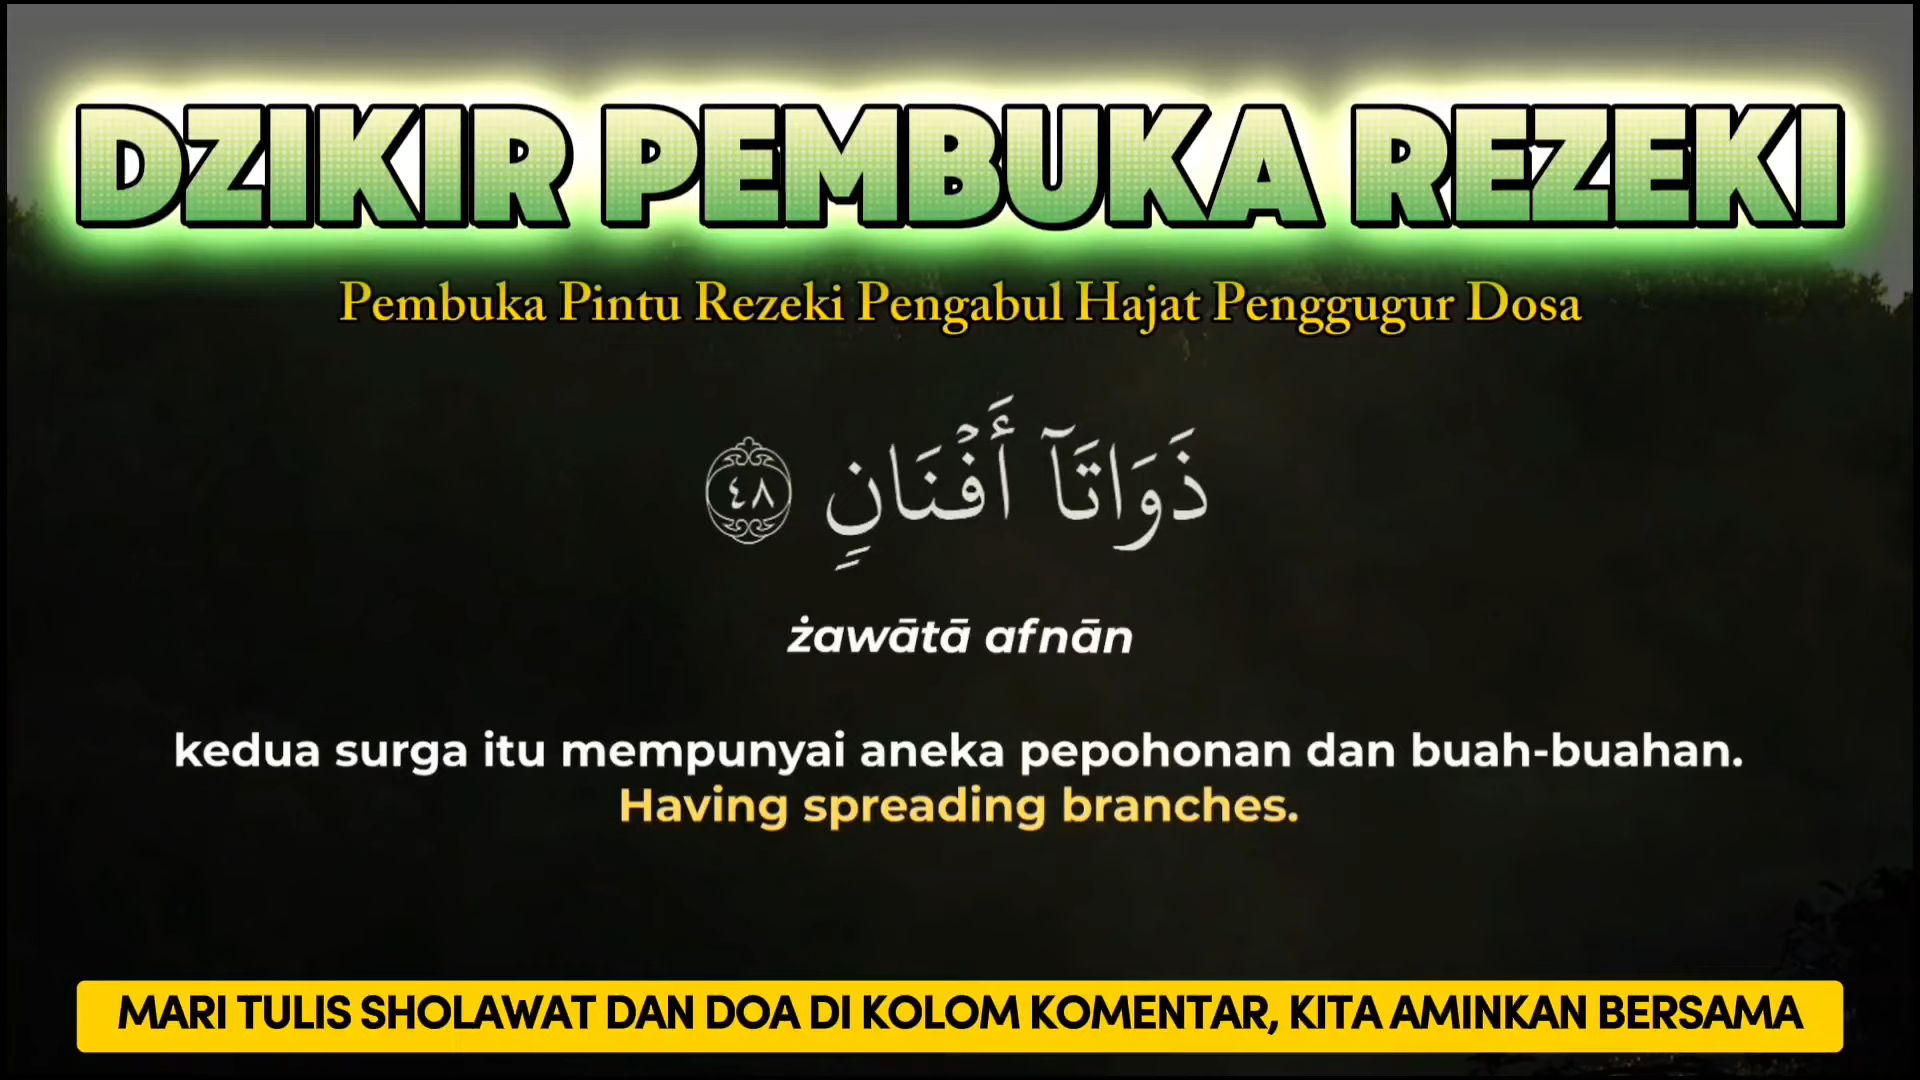 DZIKIR PEMBUKA REZEKI
Pembuka Pintu Rezeki Pengabul Hajat Penggugur Dosa
ذَوَاتَآ أَفْنَانٍ ٤٨
żawātā afnān
kedua surga itu mempunyai aneka pepohonan dan buah-buahan.
Having spreading branches.
MARI TULIS SHOLAWAT DAN DOA DI KOLOM KOMENTAR, KITA AMINKAN BERSAMA